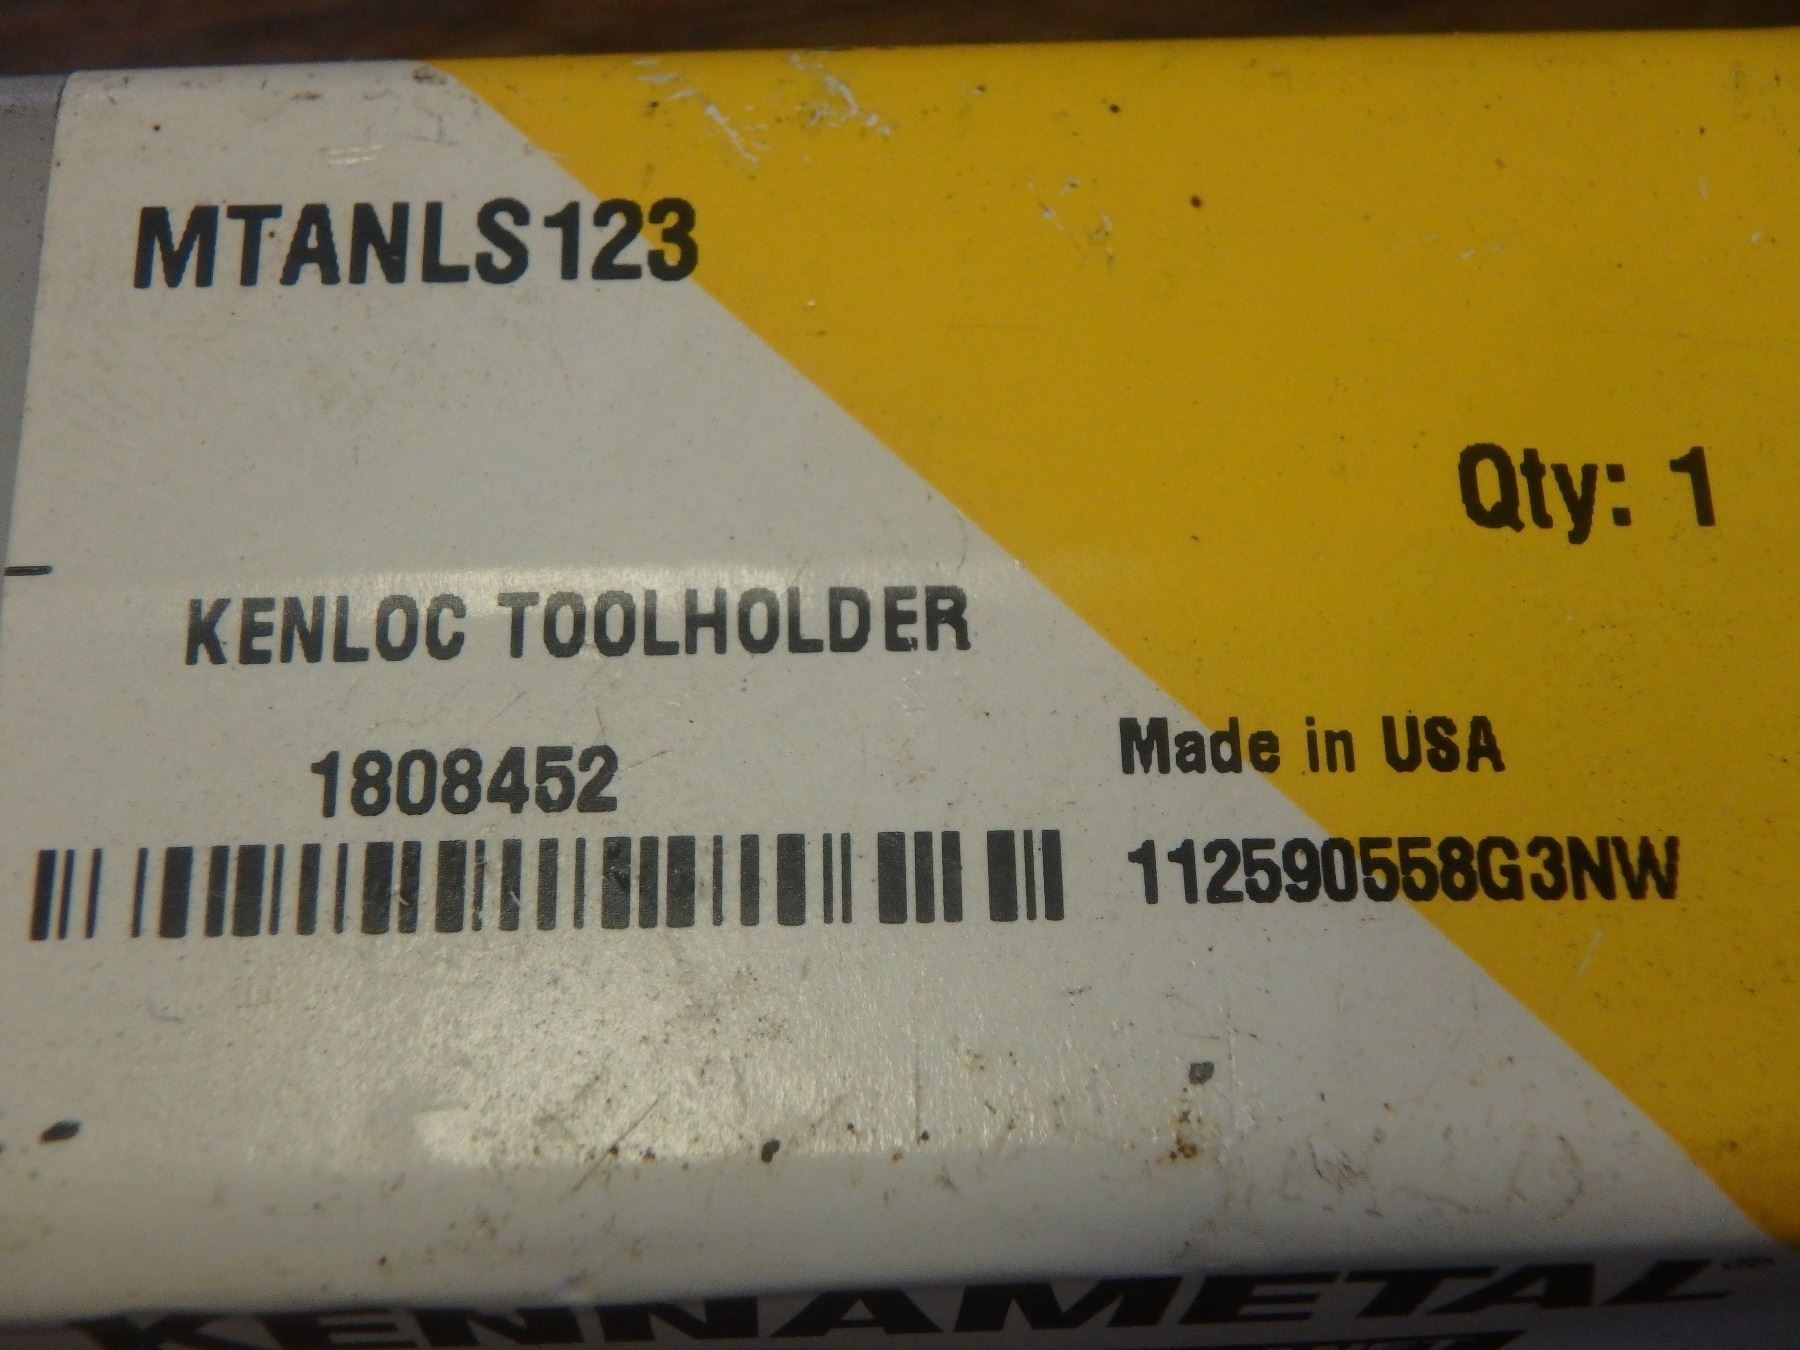 MTANLS123
Qty: 1
KENLOC TOOLHOLDER
1808452
Made in USA
112590558G3NW
KENNAMETAL®